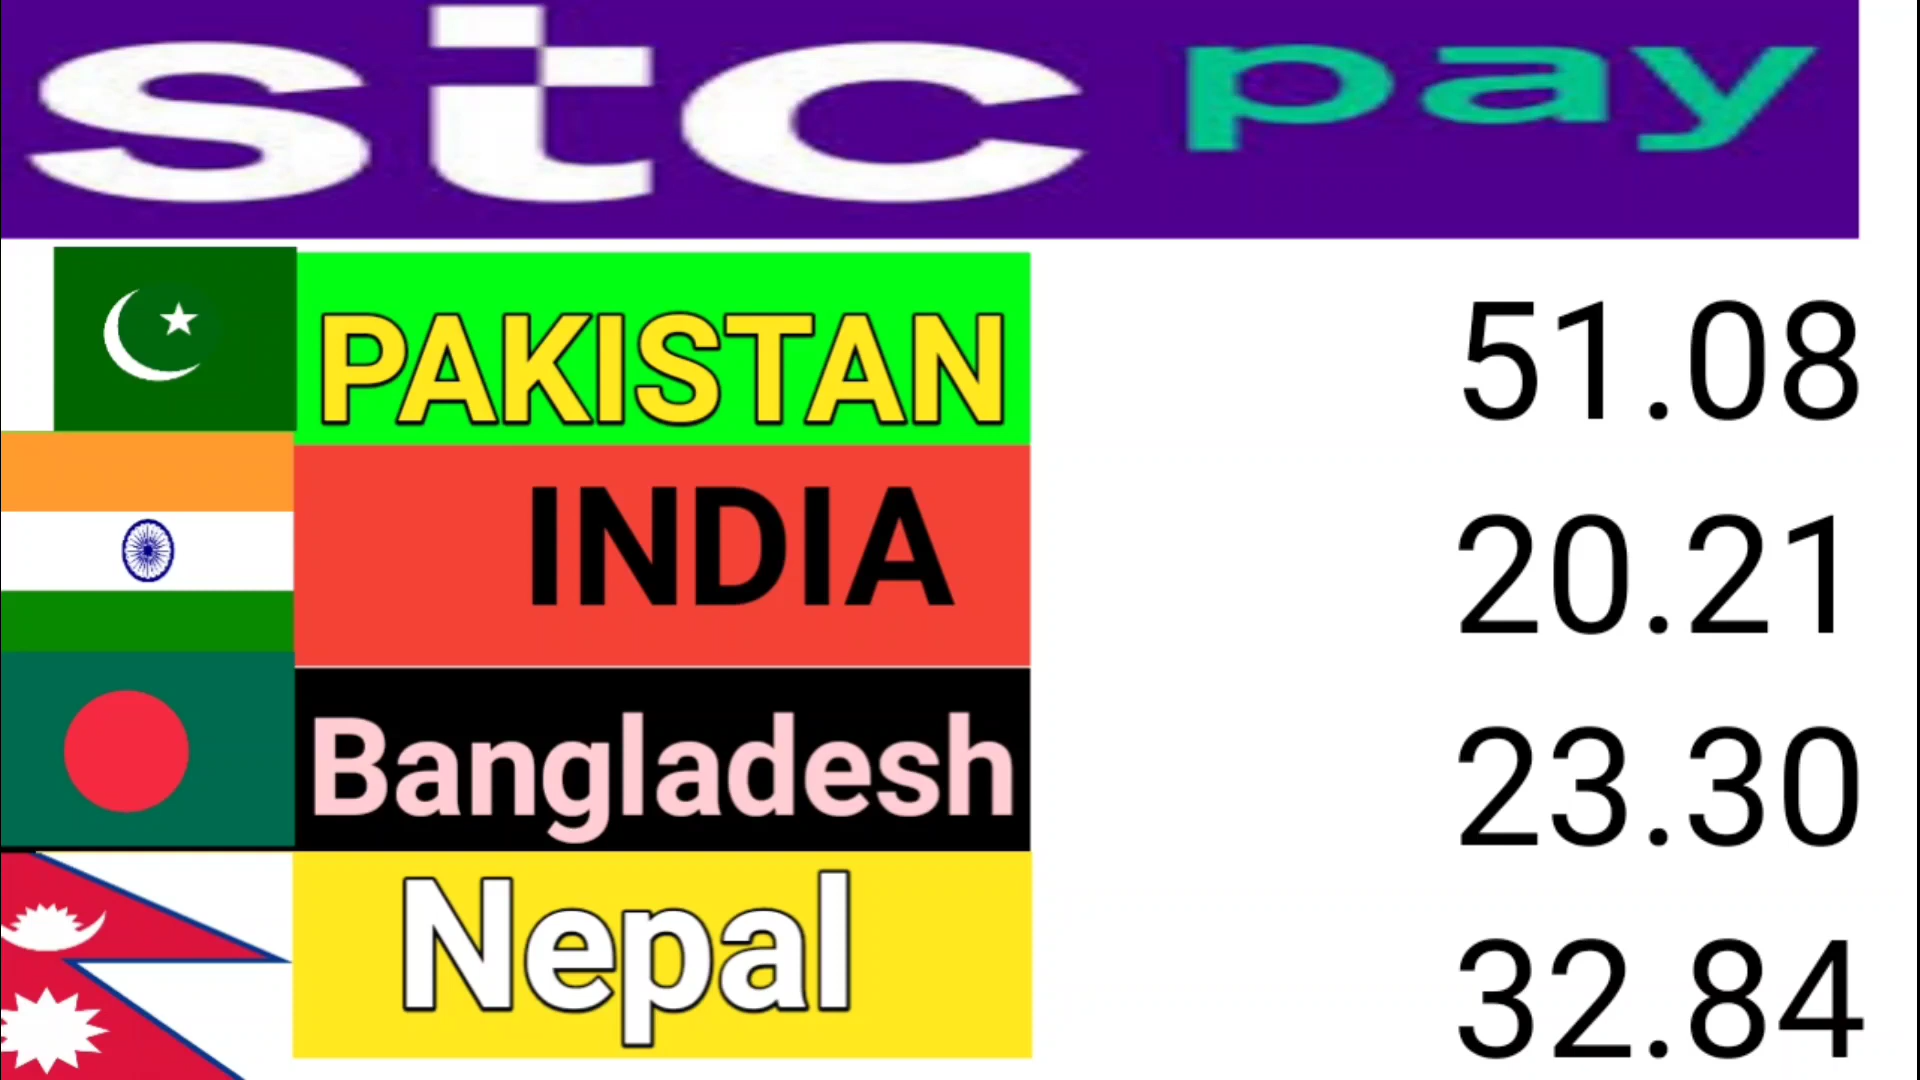 stc pay
PAKISTAN 51.08
INDIA 20.21
Bangladesh 23.30
Nepal 32.84